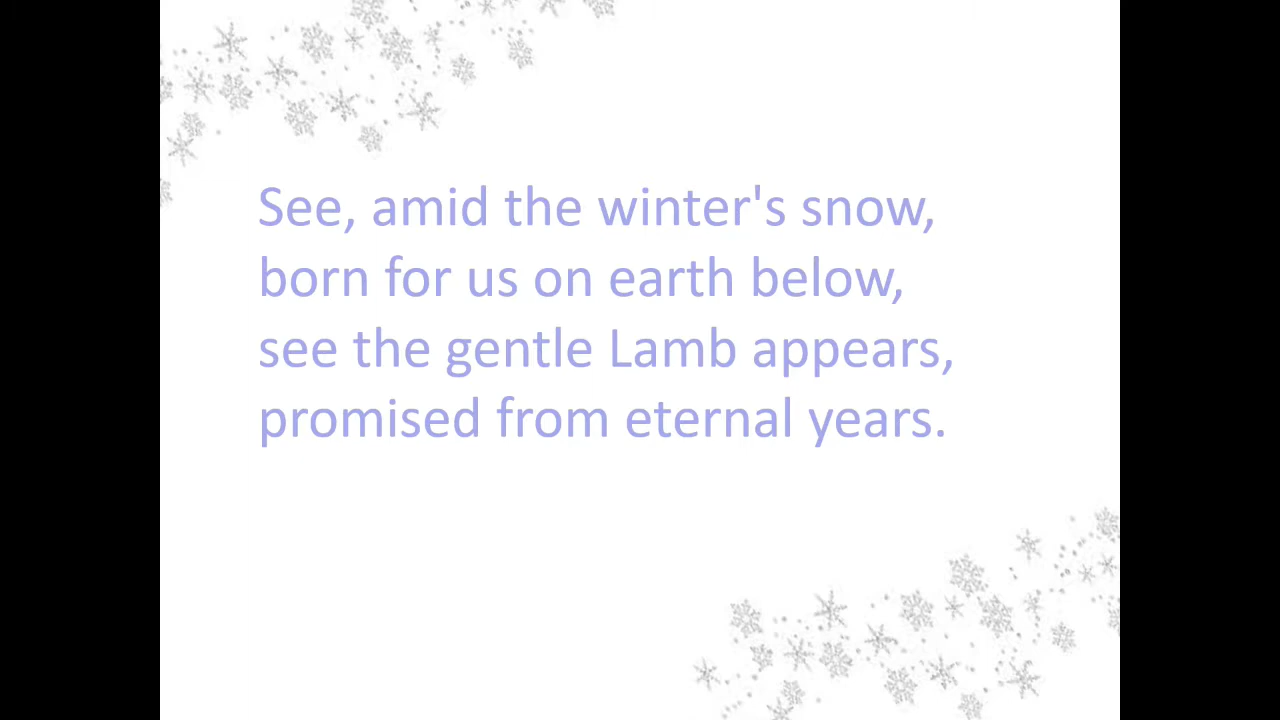 See, amid the winter's snow,
born for us on earth below,
see the gentle Lamb appears,
promised from eternal years.